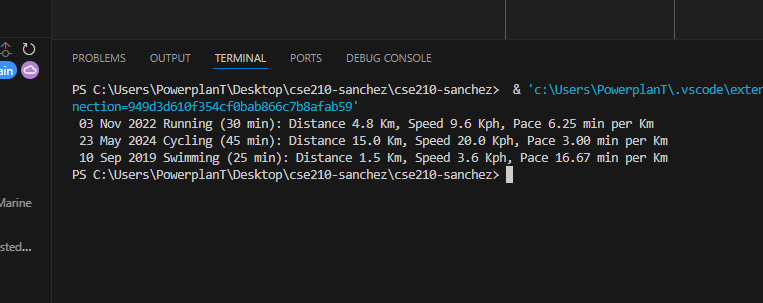 PROBLEMS OUTPUT TERMINAL PORTS DEBUG CONSOLE
ain
PS C:\Users\PowerplanT\Desktop\cse210-sanchez\cse210-sanchez> & 'c:\Users\PowerplanT\.vscode\exten
nection=949d3d610f354cf0bab866c7b8afab59'
03 Nov 2022 Running (30 min): Distance 4.8 Km, Speed 9.6 Kph, Pace 6.25 min per Km
23 May 2024 Cycling (45 min): Distance 15.0 Km, Speed 20.0 Kph, Pace 3.00 min per Km
10 Sep 2019 Swimming (25 min): Distance 1.5 Km, Speed 3.6 Kph, Pace 16.67 min per Km
PS C:\Users\PowerplanT\Desktop\cse210-sanchez\cse210-sanchez>
Marine
sted...